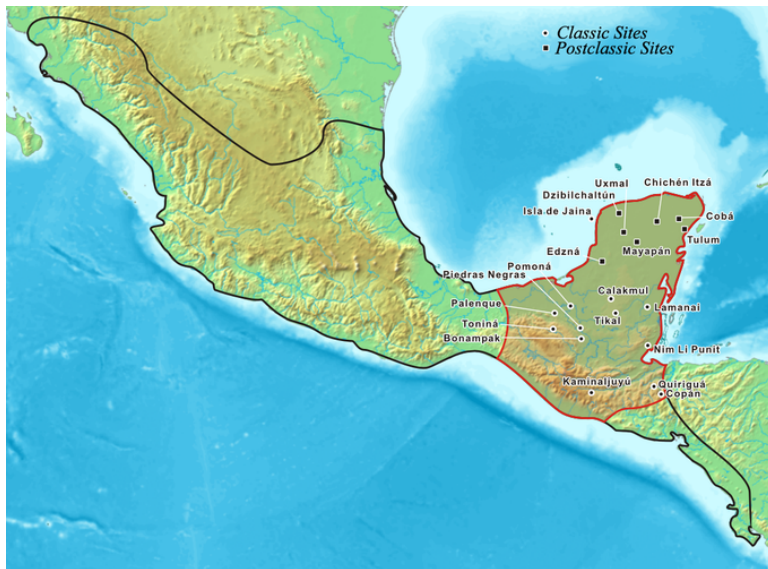 Classic Sites
Postclassic Sites
Uxmal
Chichén Itzá
Dzibilchaltún
Isla de Jaina
Cobá
Tulum
Mayapán
Edzná
Pomoná
Piedras Negras
Calakmul
Palenque
Lamanai
Toniná
Tikal
Bonampak
Nim Li Punit
Kaminaljuyú
Quiriguá
Copán